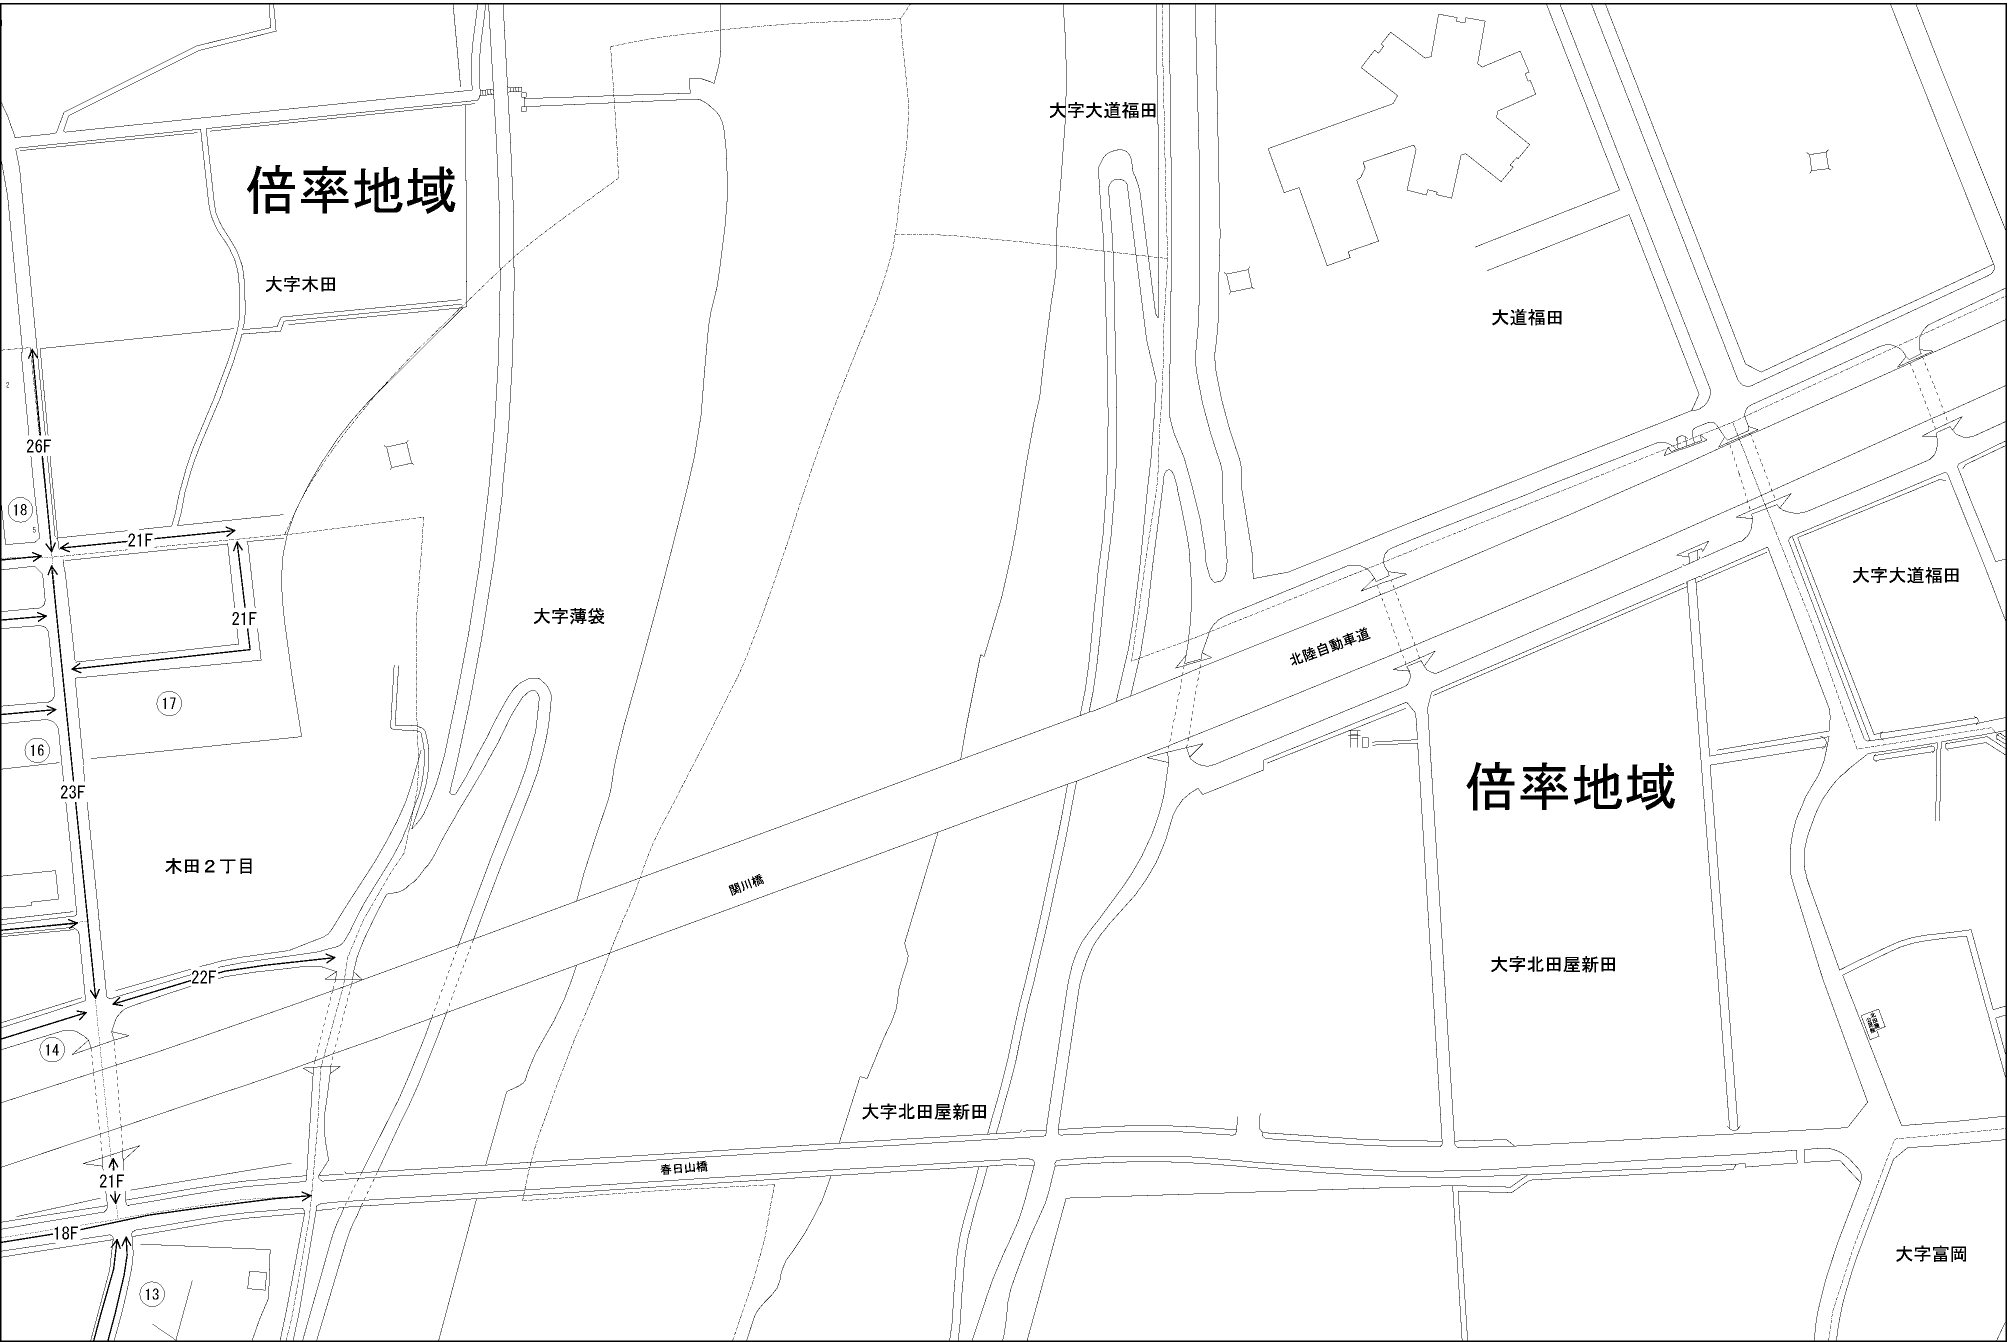 大字大道福田
倍率地域
大字木田
大道福田
2
26F
18
5
21F
大字大道福田
21F
大字薄袋
北陸自動車道
17
16
23F
倍率地域
木田2丁目
関川橋
22F
大字北田屋新田
14
大字北田屋新田
春日山橋
21F
18F
大字富岡
13